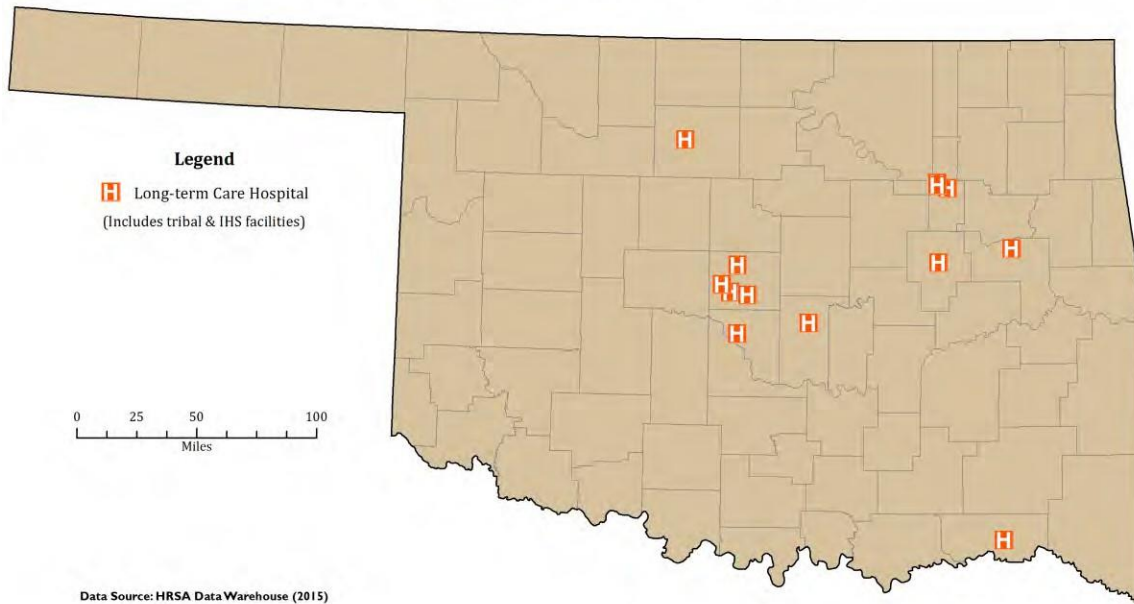 Legend
H Long-term Care Hospital
(Includes tribal & IHS facilities)
H
H
H
H
H
H
H
H
H
H
H
H
0 25 50 100
Miles
Data Source: HRSA Data Warehouse (2015)